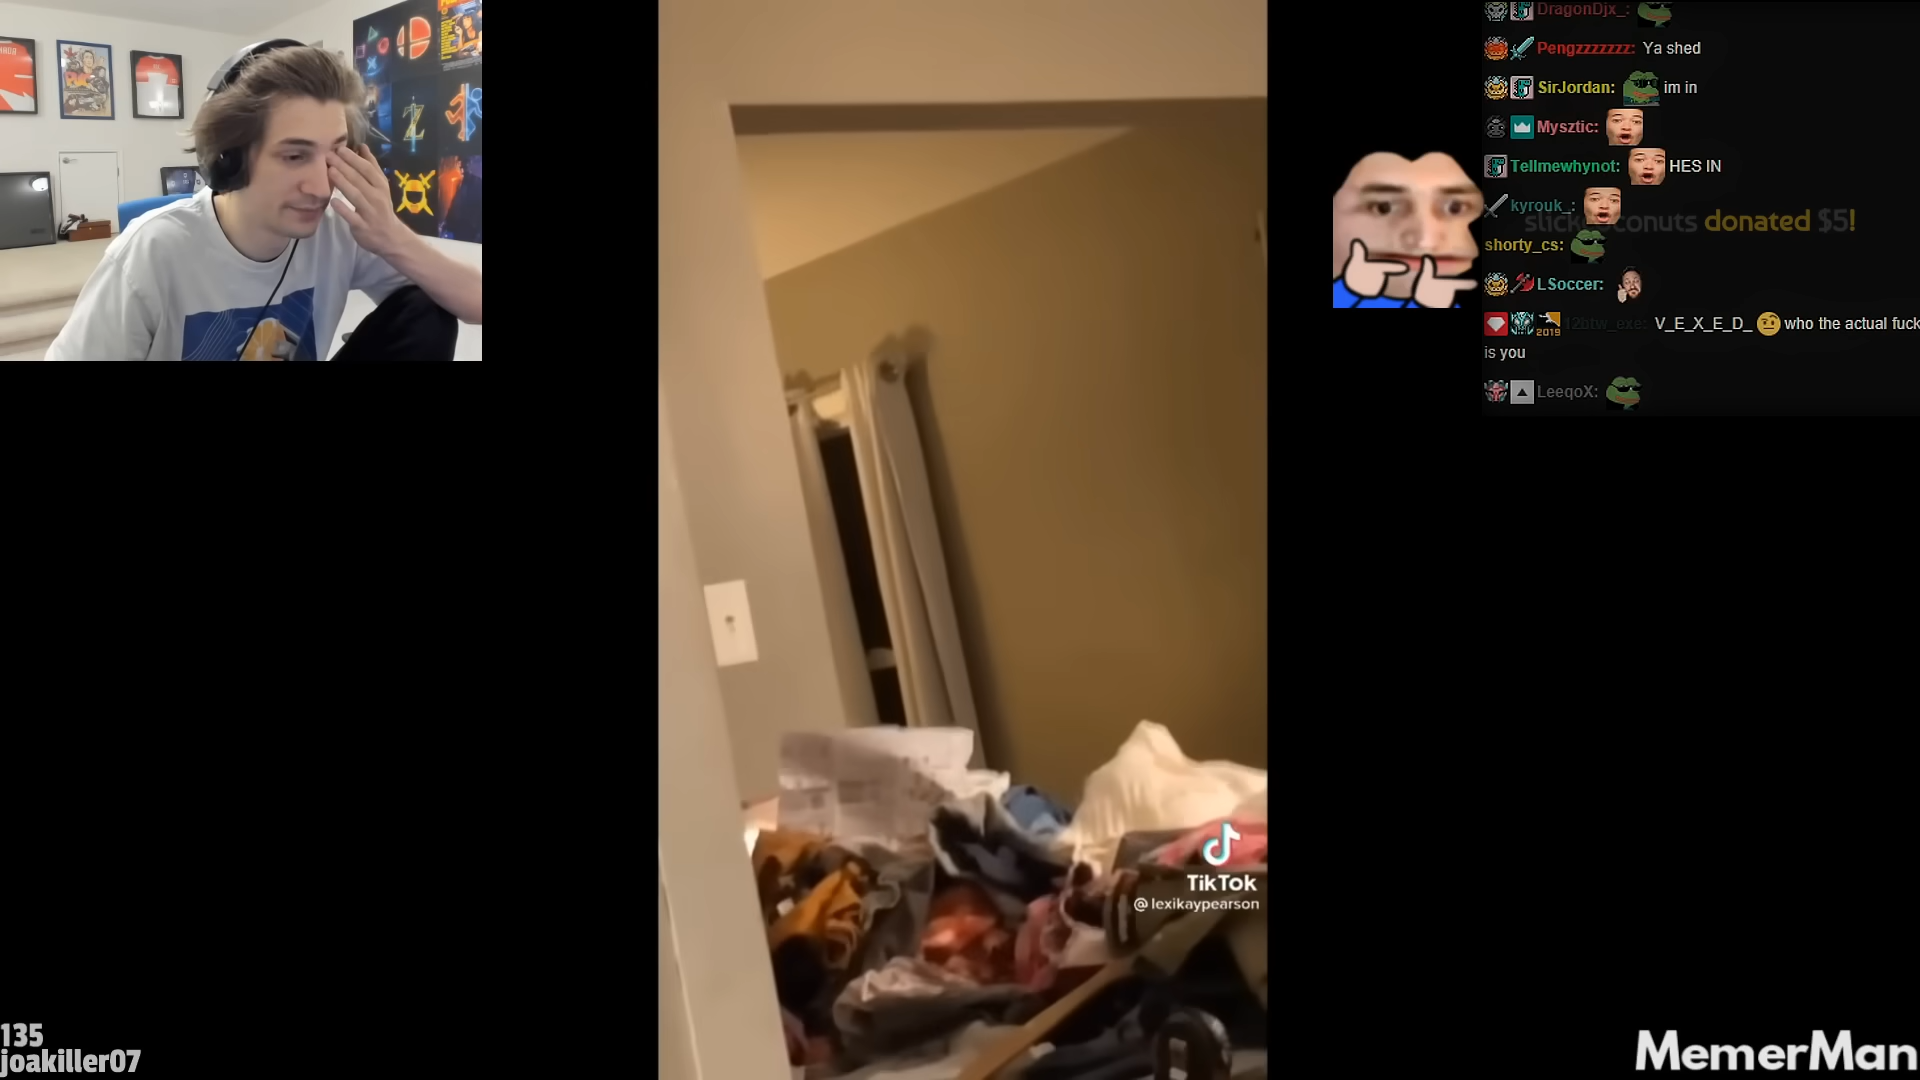 DragonDjx_:
Pengzzzzzzz: Ya shed
SirJordan: im in
Mysztic:
Tellmewhynot: HES IN
kyrouk_:
donated $5!
shorty_cs:
LSoccer:
2019 V_E_X_E_D_ who the actual fuck
is you
LeeqoX:
TikTok
@lexikaypearson
135
joakiller07
MemerMan